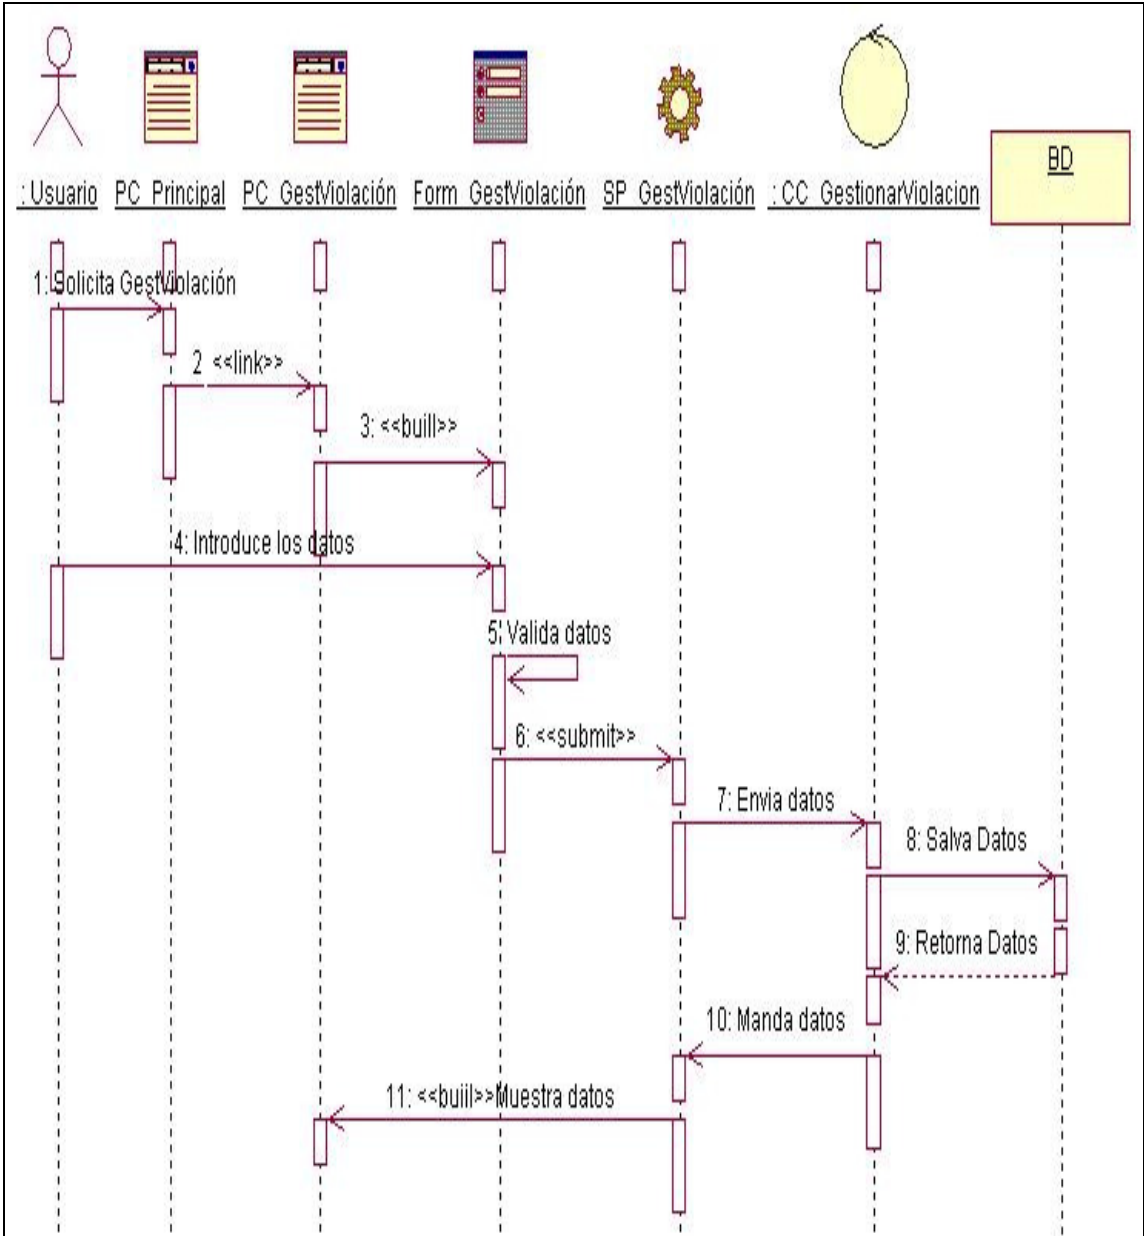 BD
: Usuario PC_Principal PC_GestViolación Form_GestViolación SP_GestViolación : CC_GestionarViolacion
1: Solicita GestViolación
2 <<link>>
3: <<buill>>
4: Introduce los datos
5: Valida datos
6: <<submit>>
7: Envia datos
8: Salva Datos
9: Retorna Datos
10: Manda datos
11: <<buiil>>Muestra datos